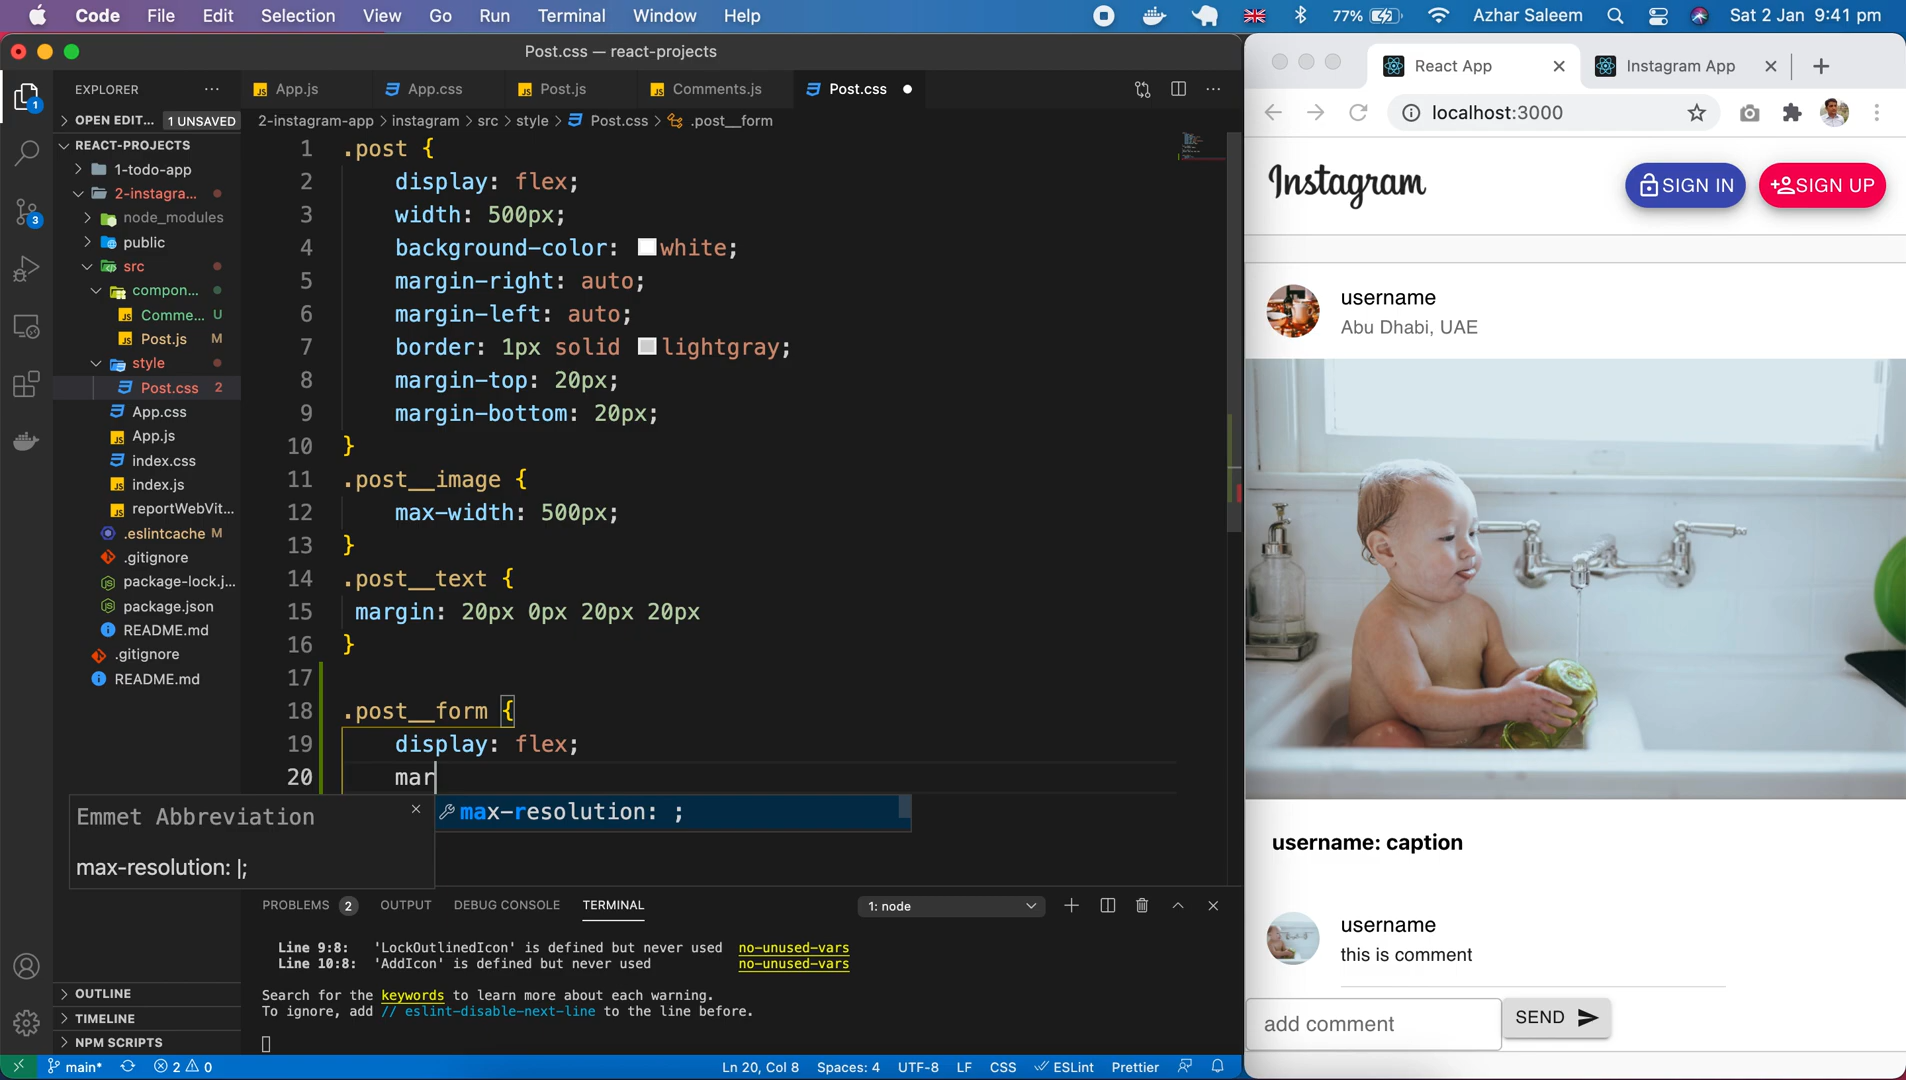 Code File Edit Selection View Go Run Terminal Window Help
77% Azhar Saleem Sat 2 Jan 9:41 pm
Post.css — react-projects
EXPLORER
OPEN EDIT... 1 UNSAVED
REACT-PROJECTS
1-todo-app
2-instagra...
node_modules
public
src
compon...
Comme... U
Post.js M
style
Post.css 2
App.css
App.js
index.css
index.js
reportWebVit...
.eslintcache M
.gitignore
package-lock.j...
package.json
README.md
.gitignore
README.md
OUTLINE
TIMELINE
NPM SCRIPTS
1
3
App.js App.css Post.js Comments.js Post.css
2-instagram-app > instagram > src > style > Post.css > .post__form
1 .post {
2 display: flex;
3 width: 500px;
4 background-color: white;
5 margin-right: auto;
6 margin-left: auto;
7 border: 1px solid lightgray;
8 margin-top: 20px;
9 margin-bottom: 20px;
10 }
11 .post__image {
12 max-width: 500px;
13 }
14 .post__text {
15 margin: 20px 0px 20px 20px
16 }
17
18 .post__form {
19 display: flex;
20 mar
max-resolution: ;
Emmet Abbreviation
max-resolution: |;
PROBLEMS 2 OUTPUT DEBUG CONSOLE TERMINAL 1: node
Line 9:8: 'LockOutlinedIcon' is defined but never used no-unused-vars
Line 10:8: 'AddIcon' is defined but never used no-unused-vars
Search for the keywords to learn more about each warning.
To ignore, add // eslint-disable-next-line to the line before.
main* 2 0 Ln 20, Col 8 Spaces: 4 UTF-8 LF CSS ESLint Prettier
React App Instagram App
localhost:3000
Instagram SIGN IN SIGN UP
username
Abu Dhabi, UAE
username: caption
username
this is comment
add comment SEND